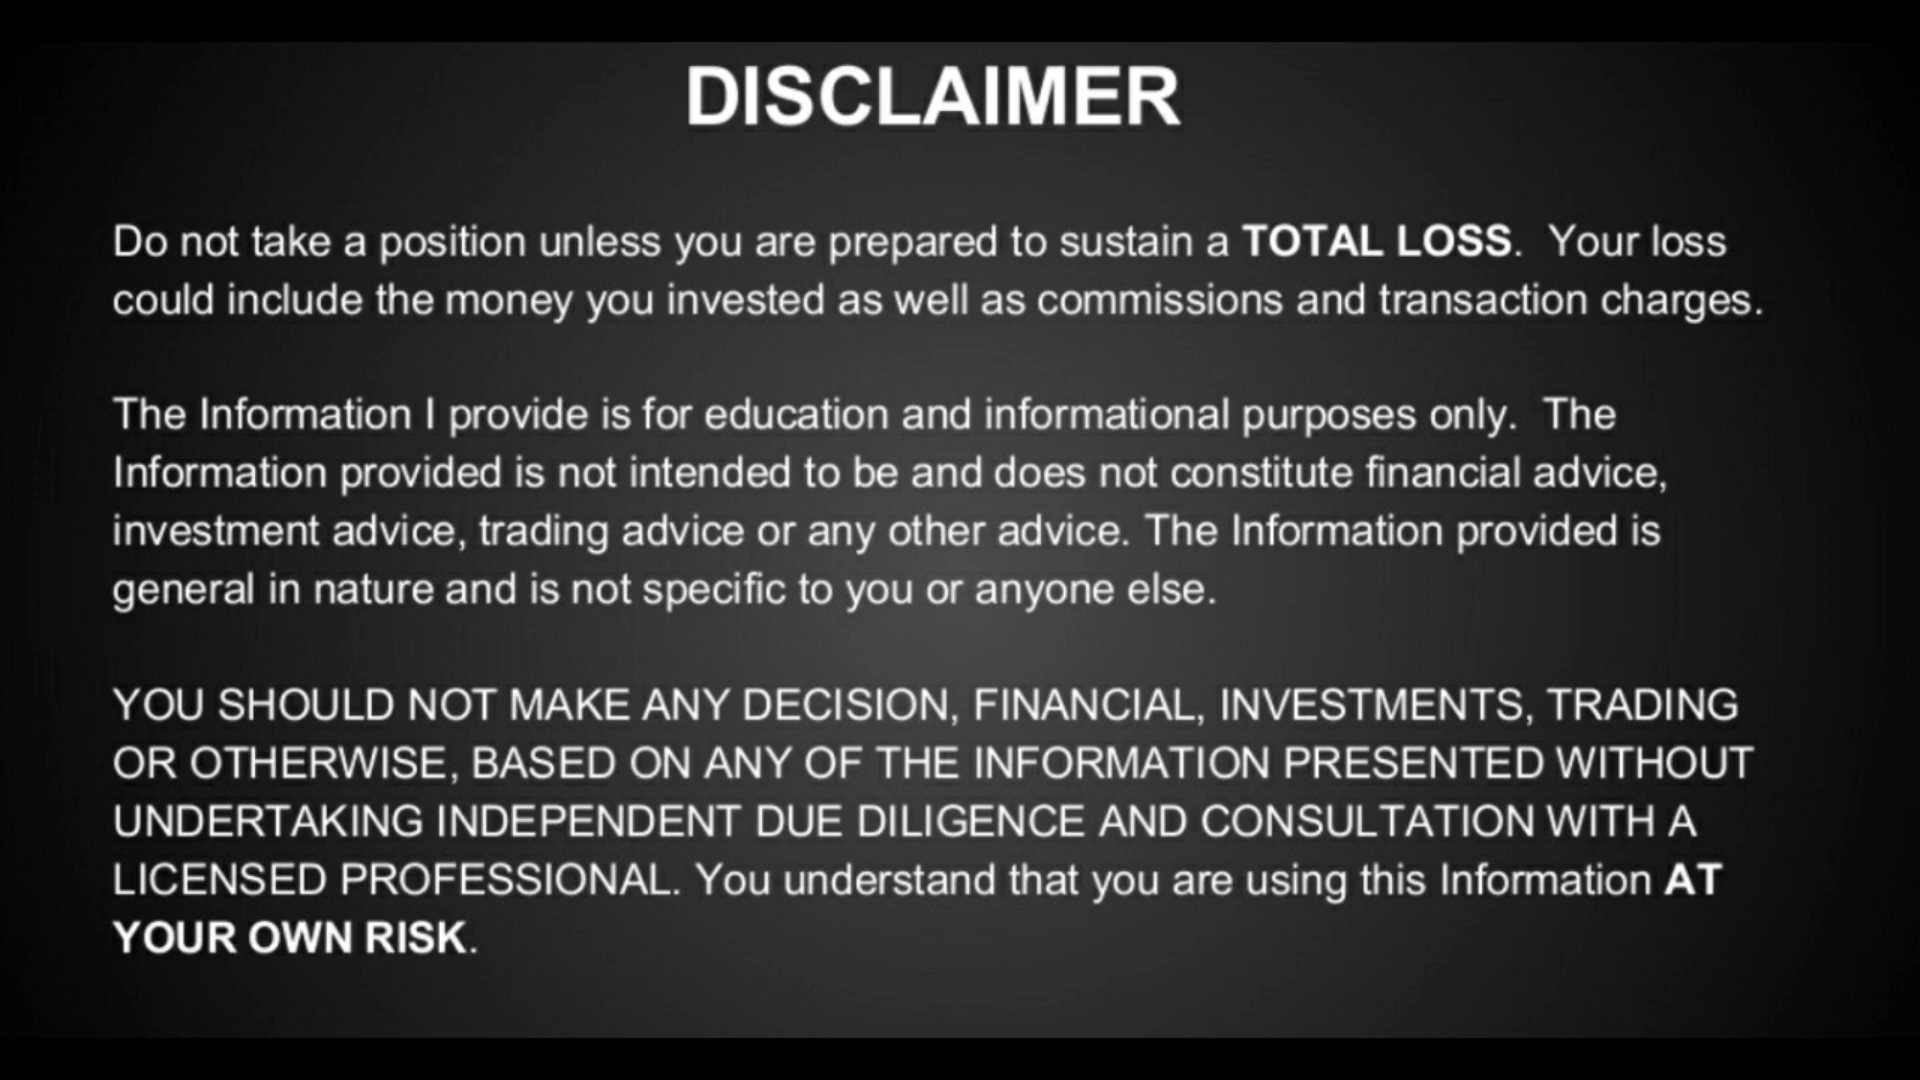 DISCLAIMER
Do not take a position unless you are prepared to sustain a TOTAL LOSS.  Your loss
could include the money you invested as well as commissions and transaction charges.
The Information I provide is for education and informational purposes only.  The
Information provided is not intended to be and does not constitute financial advice,
investment advice, trading advice or any other advice. The Information provided is
general in nature and is not specific to you or anyone else.
YOU SHOULD NOT MAKE ANY DECISION, FINANCIAL, INVESTMENTS, TRADING
OR OTHERWISE, BASED ON ANY OF THE INFORMATION PRESENTED WITHOUT
UNDERTAKING INDEPENDENT DUE DILIGENCE AND CONSULTATION WITH A
LICENSED PROFESSIONAL. You understand that you are using this Information AT
YOUR OWN RISK.